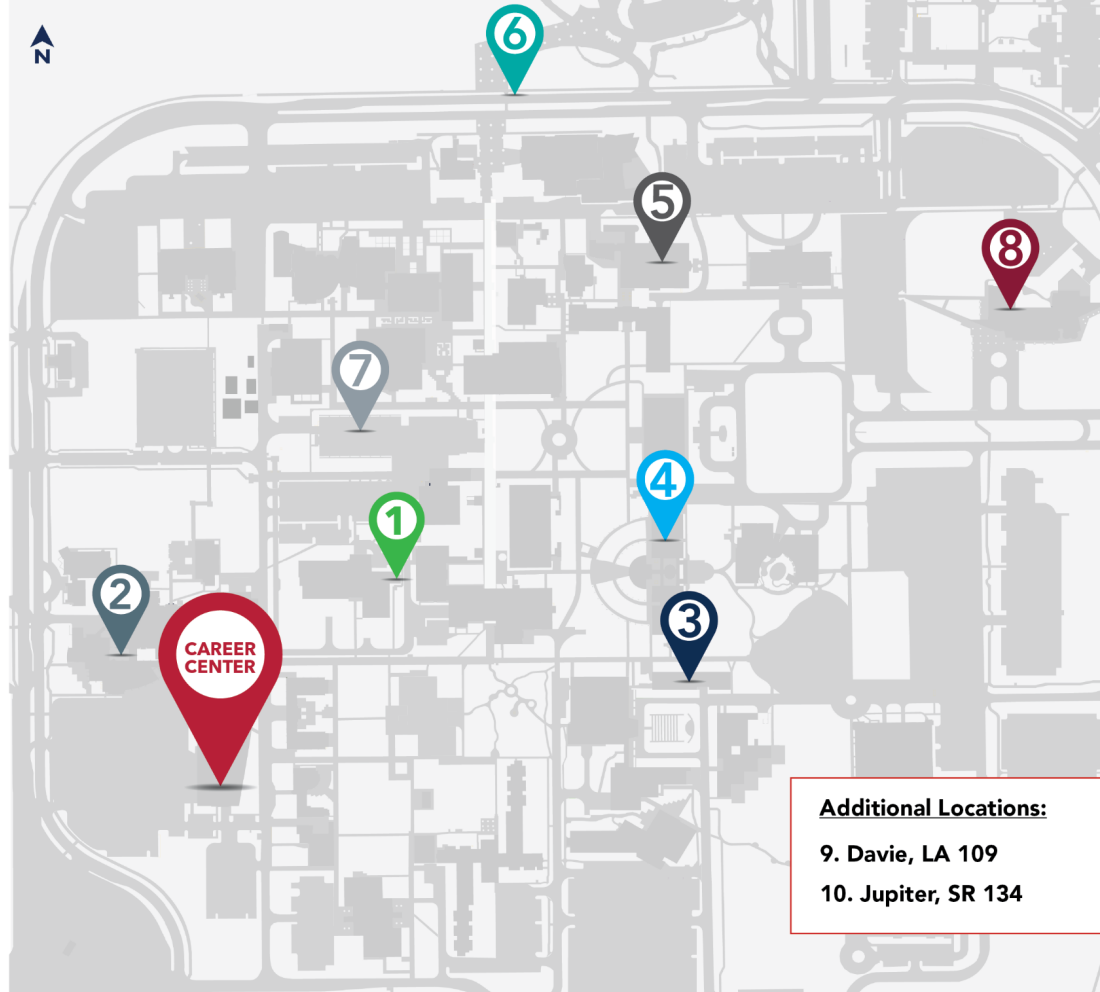 N
6
5
8
7
4
1
2
3
CAREER
CENTER
Additional Locations:
9. Davie, LA 109
10. Jupiter, SR 134